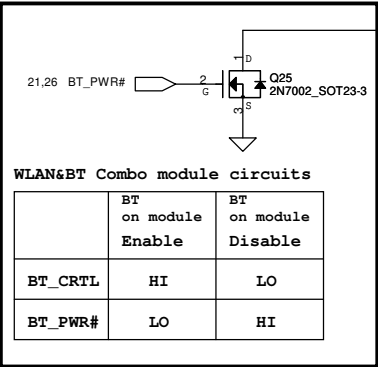 1
D
21,26 BT_PWR#
2
G
Q25
2N7002_SOT23-3
3
S
WLAN&BT Combo module circuits
BT on module Enable
BT on module Disable
BT_CRTL HI LO
BT_PWR# LO HI